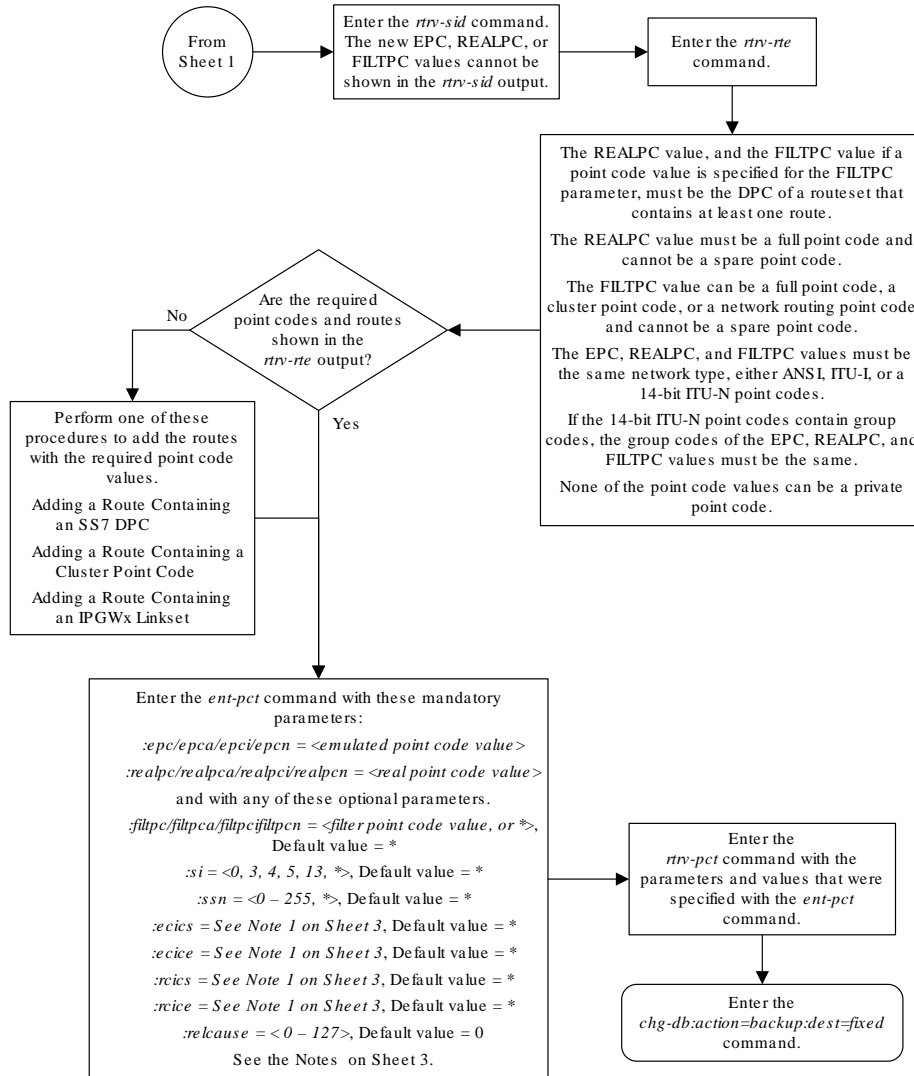 From
Sheet 1
Enter the rtrv-sid command.
The new EPC, REALPC, or
FILTPC values cannot be
shown in the rtrv-sid output.
Enter the rtrv-rte
command.
The REALPC value, and the FILTPC value if a
point code value is specified for the FILTPC
parameter, must be the DPC of a routeset that
contains at least one route.
The REALPC value must be a full point code and
cannot be a spare point code.
The FILTPC value can be a full point code, a
cluster point code, or a network routing point code
and cannot be a spare point code.
The EPC, REALPC, and FILTPC values must be
the same network type, either ANSI, ITU-I, or a
14-bit ITU-N point codes.
If the 14-bit ITU-N point codes contain group
codes, the group codes of the EPC, REALPC, and
FILTPC values must be the same.
None of the point code values can be a private
point code.
Are the required
point codes and routes
shown in the
rtrv-rte output?
No
Yes
Perform one of these
procedures to add the routes
with the required point code
values.
Adding a Route Containing
an SS7 DPC
Adding a Route Containing a
Cluster Point Code
Adding a Route Containing
an IPGWx Linkset
Enter the ent-pct command with these mandatory
parameters:
:epc/epca/epci/epcn = <emulated point code value>
:realpc/realpca/realpci/realpcn = <real point code value>
and with any of these optional parameters.
:filtpc/filtpca/filtpcifiltpcn = <filter point code value, or *>,
Default value = *
:si = <0, 3, 4, 5, 13, *>, Default value = *
:ssn = <0 – 255, *>, Default value = *
:ecics = See Note 1 on Sheet 3, Default value = *
:ecice = See Note 1 on Sheet 3, Default value = *
:rcics = See Note 1 on Sheet 3, Default value = *
:rcice = See Note 1 on Sheet 3, Default value = *
:relcause = < 0 – 127>, Default value = 0
See the Notes on Sheet 3.
Enter the
rtrv-pct command with the
parameters and values that were
specified with the ent-pct
command.
Enter the
chg-db:action=backup:dest=fixed
command.